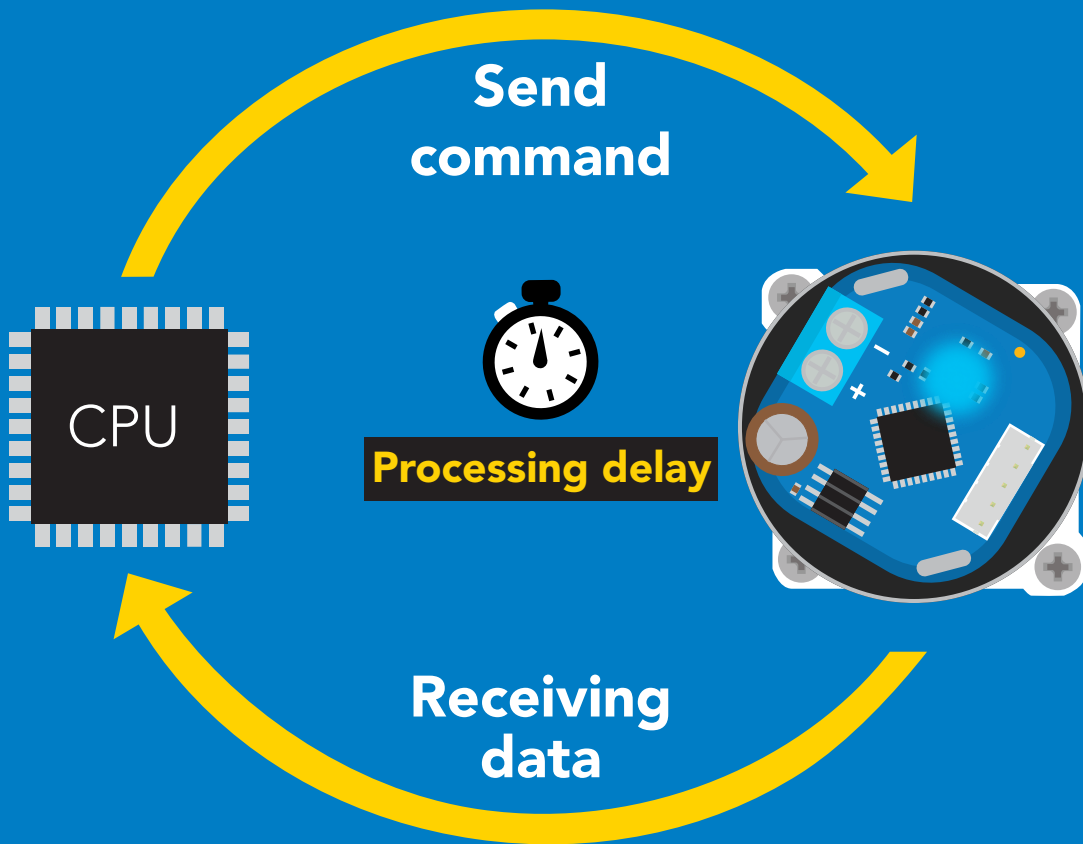 Send
command
CPU
Processing delay
−
+
Receiving
data